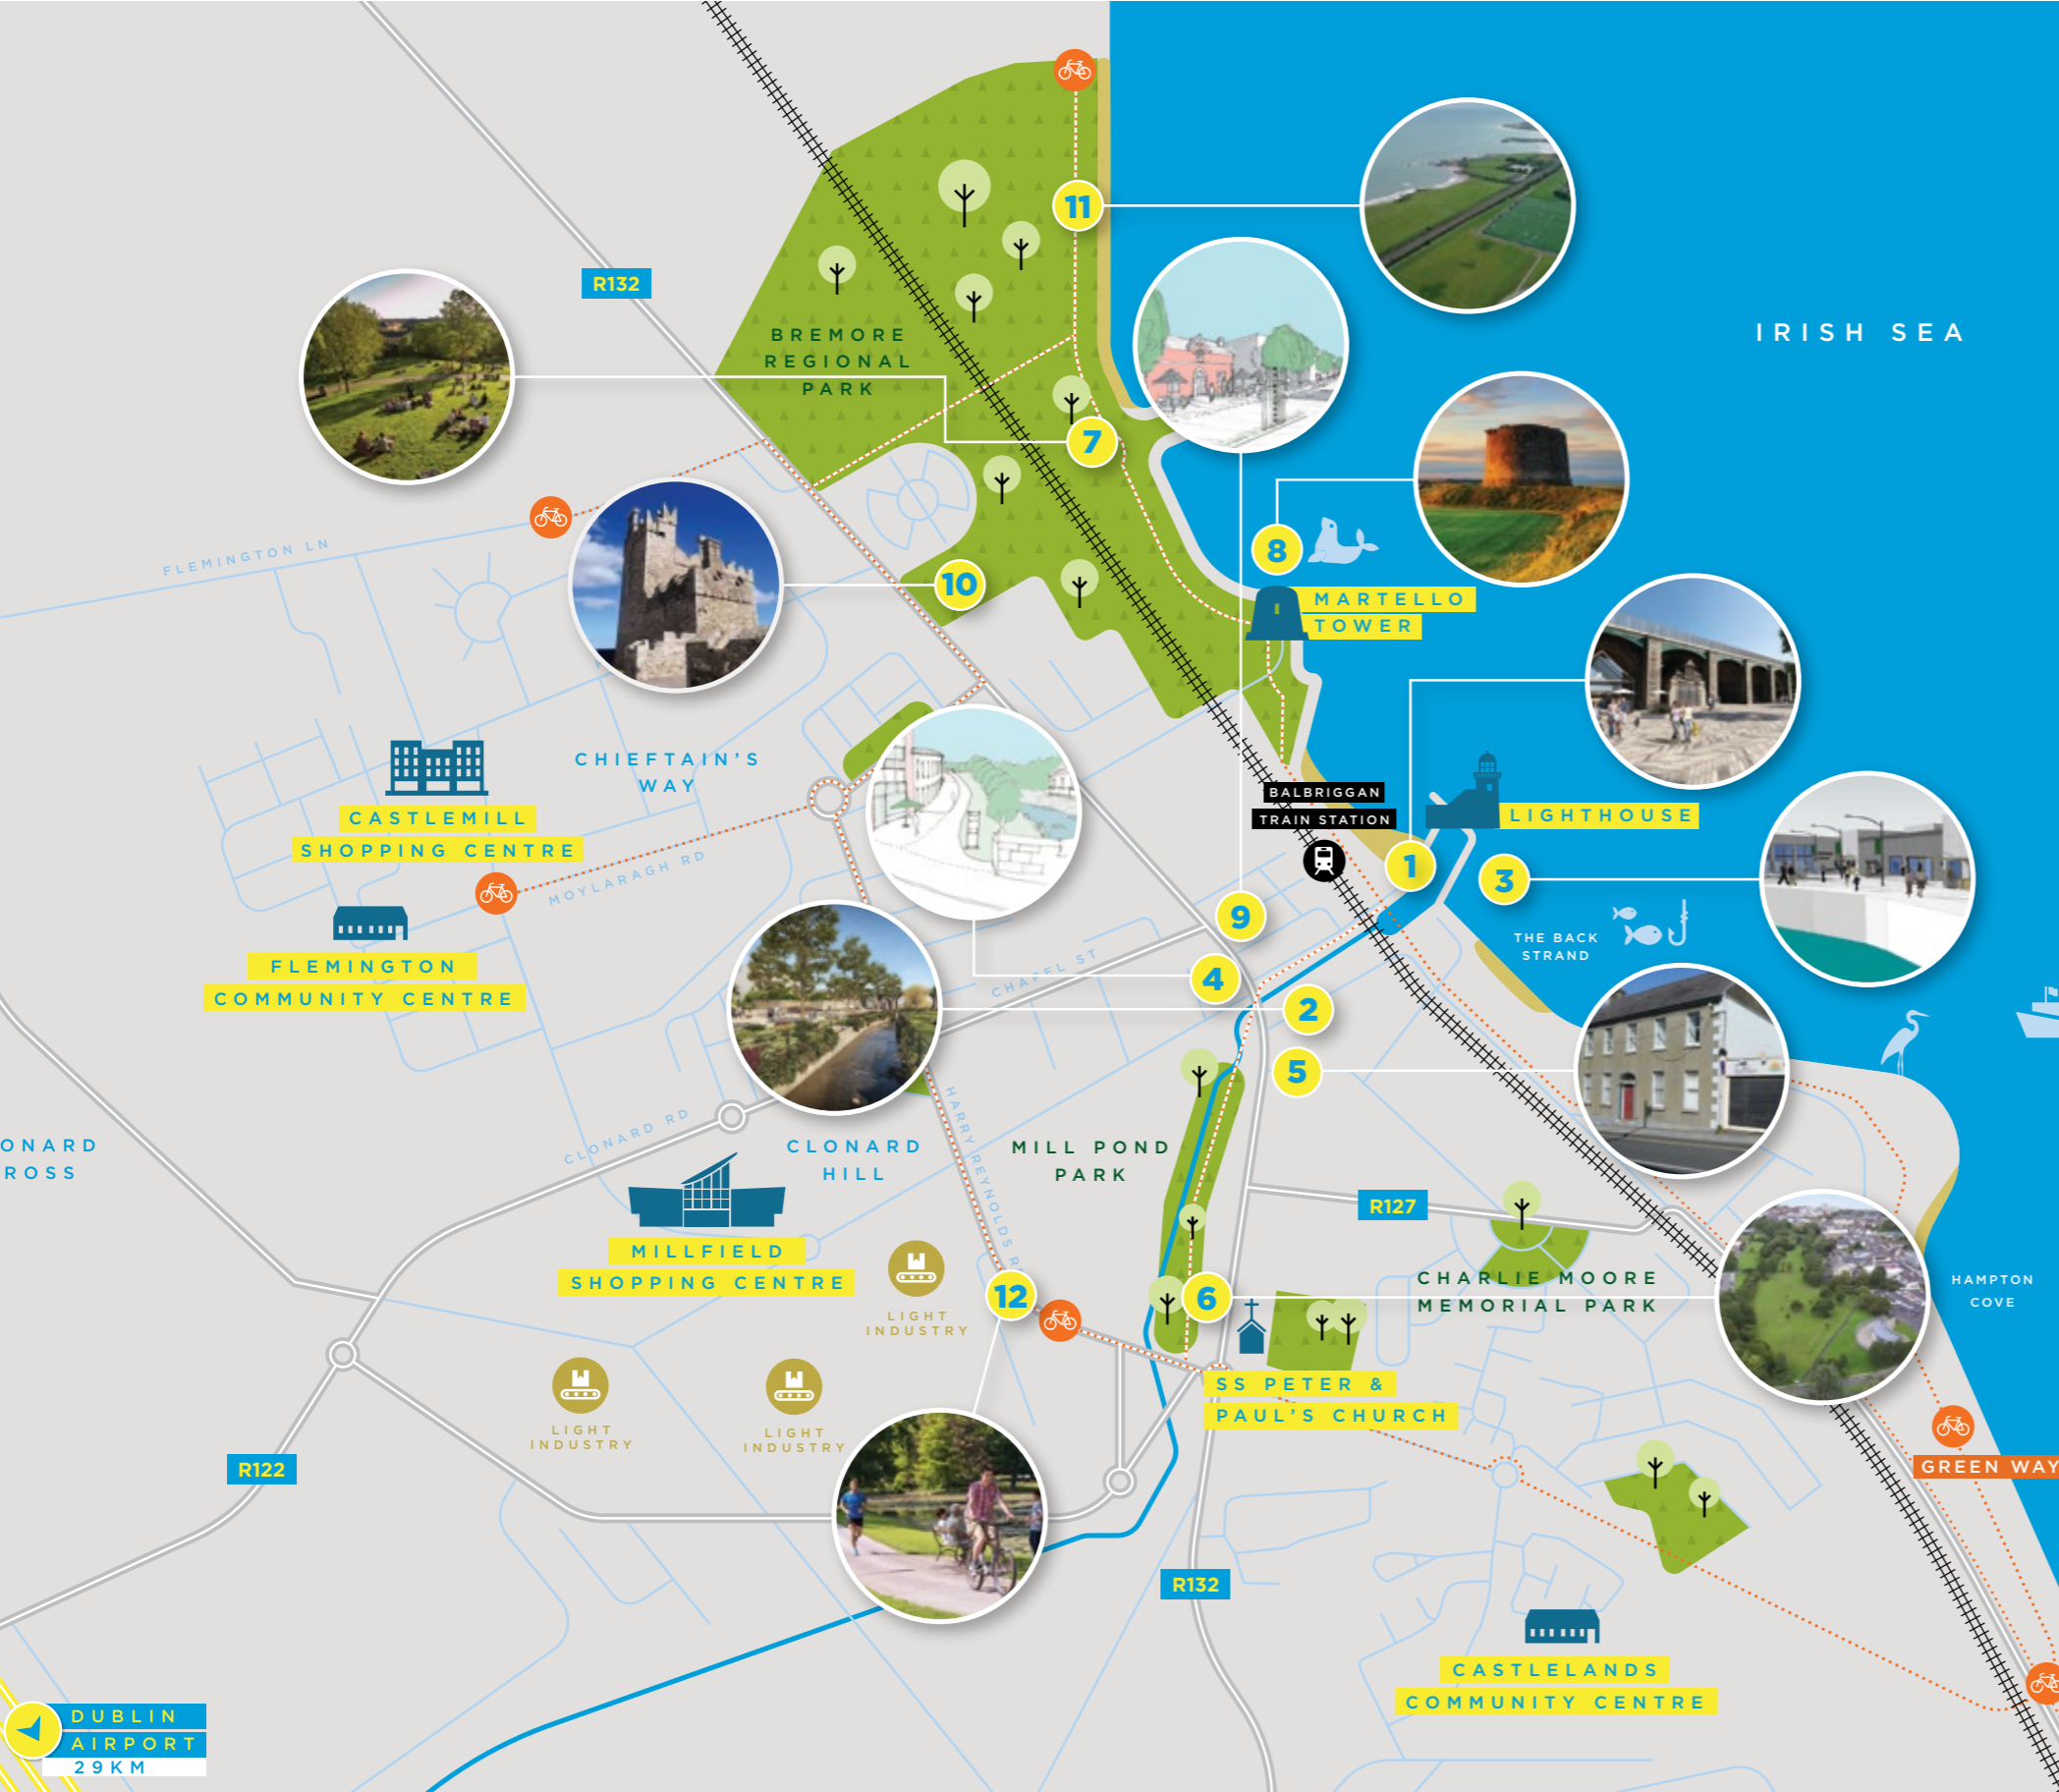 11
R132
IRISH SEA
BREMORE
REGIONAL
PARK
7
FLEMINGTON LN
8
10
MARTELLO
TOWER
CHIEFTAIN'S
WAY
BALBRIGGAN
TRAIN STATION
CASTLEMILL
SHOPPING CENTRE
LIGHTHOUSE
MOYLARAGH RD
1
3
9
THE BACK
STRAND
FLEMINGTON
COMMUNITY CENTRE
CHAPEL ST
4
2
5
HARRY REYNOLDS R
CLONARD RD
ONARD
ROSS
CLONARD
HILL
MILL POND
PARK
R127
MILLFIELD
SHOPPING CENTRE
CHARLIE MOORE
MEMORIAL PARK
HAMPTON
COVE
12
6
LIGHT
INDUSTRY
SS PETER &
PAUL'S CHURCH
LIGHT
INDUSTRY
LIGHT
INDUSTRY
R122
GREEN WAY
R132
CASTLELANDS
COMMUNITY CENTRE
DUBLIN
AIRPORT
29KM